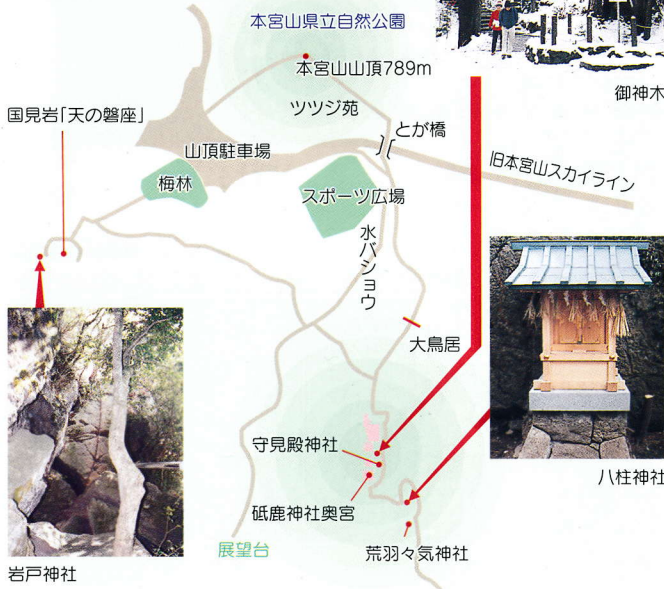 本宮山県立自然公園
本宮山山頂789m
御神木
国見岩「天の磐座」
ツツジ苑
とが橋
山頂駐車場
旧本宮山スカイライン
梅林
スポーツ広場
水バショウ
大鳥居
守見殿神社
八柱神社
砥鹿神社奥宮
展望台
荒羽々気神社
岩戸神社